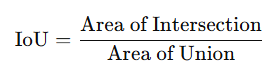 IoU = Area of Intersection / Area of Union